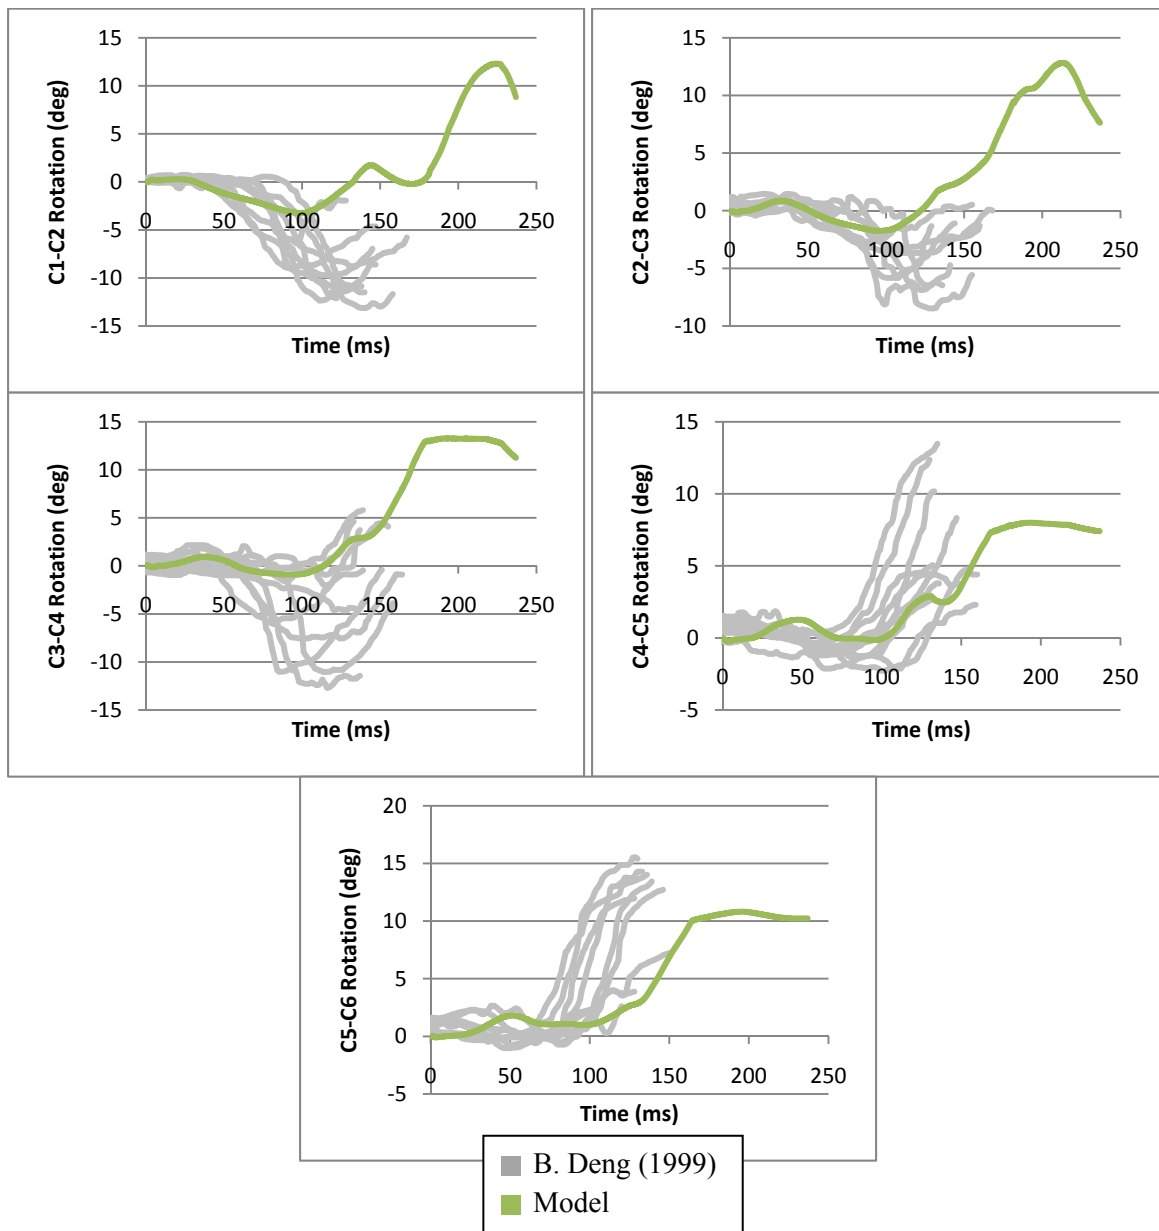 C1-C2 Rotation (deg)
15
10
5
0
-5
-10
-15
0 50 100 150 200 250
Time (ms)
C2-C3 Rotation (deg)
15
10
5
0
-5
-10
0 50 100 150 200 250
Time (ms)
C3-C4 Rotation (deg)
15
10
5
0
-5
-10
-15
0 50 100 150 200 250
Time (ms)
C4-C5 Rotation (deg)
15
10
5
0
-5
0 50 100 150 200 250
Time (ms)
C5-C6 Rotation (deg)
20
15
10
5
0
-5
0 50 100 150 200 250
Time (ms)
B. Deng (1999)
Model